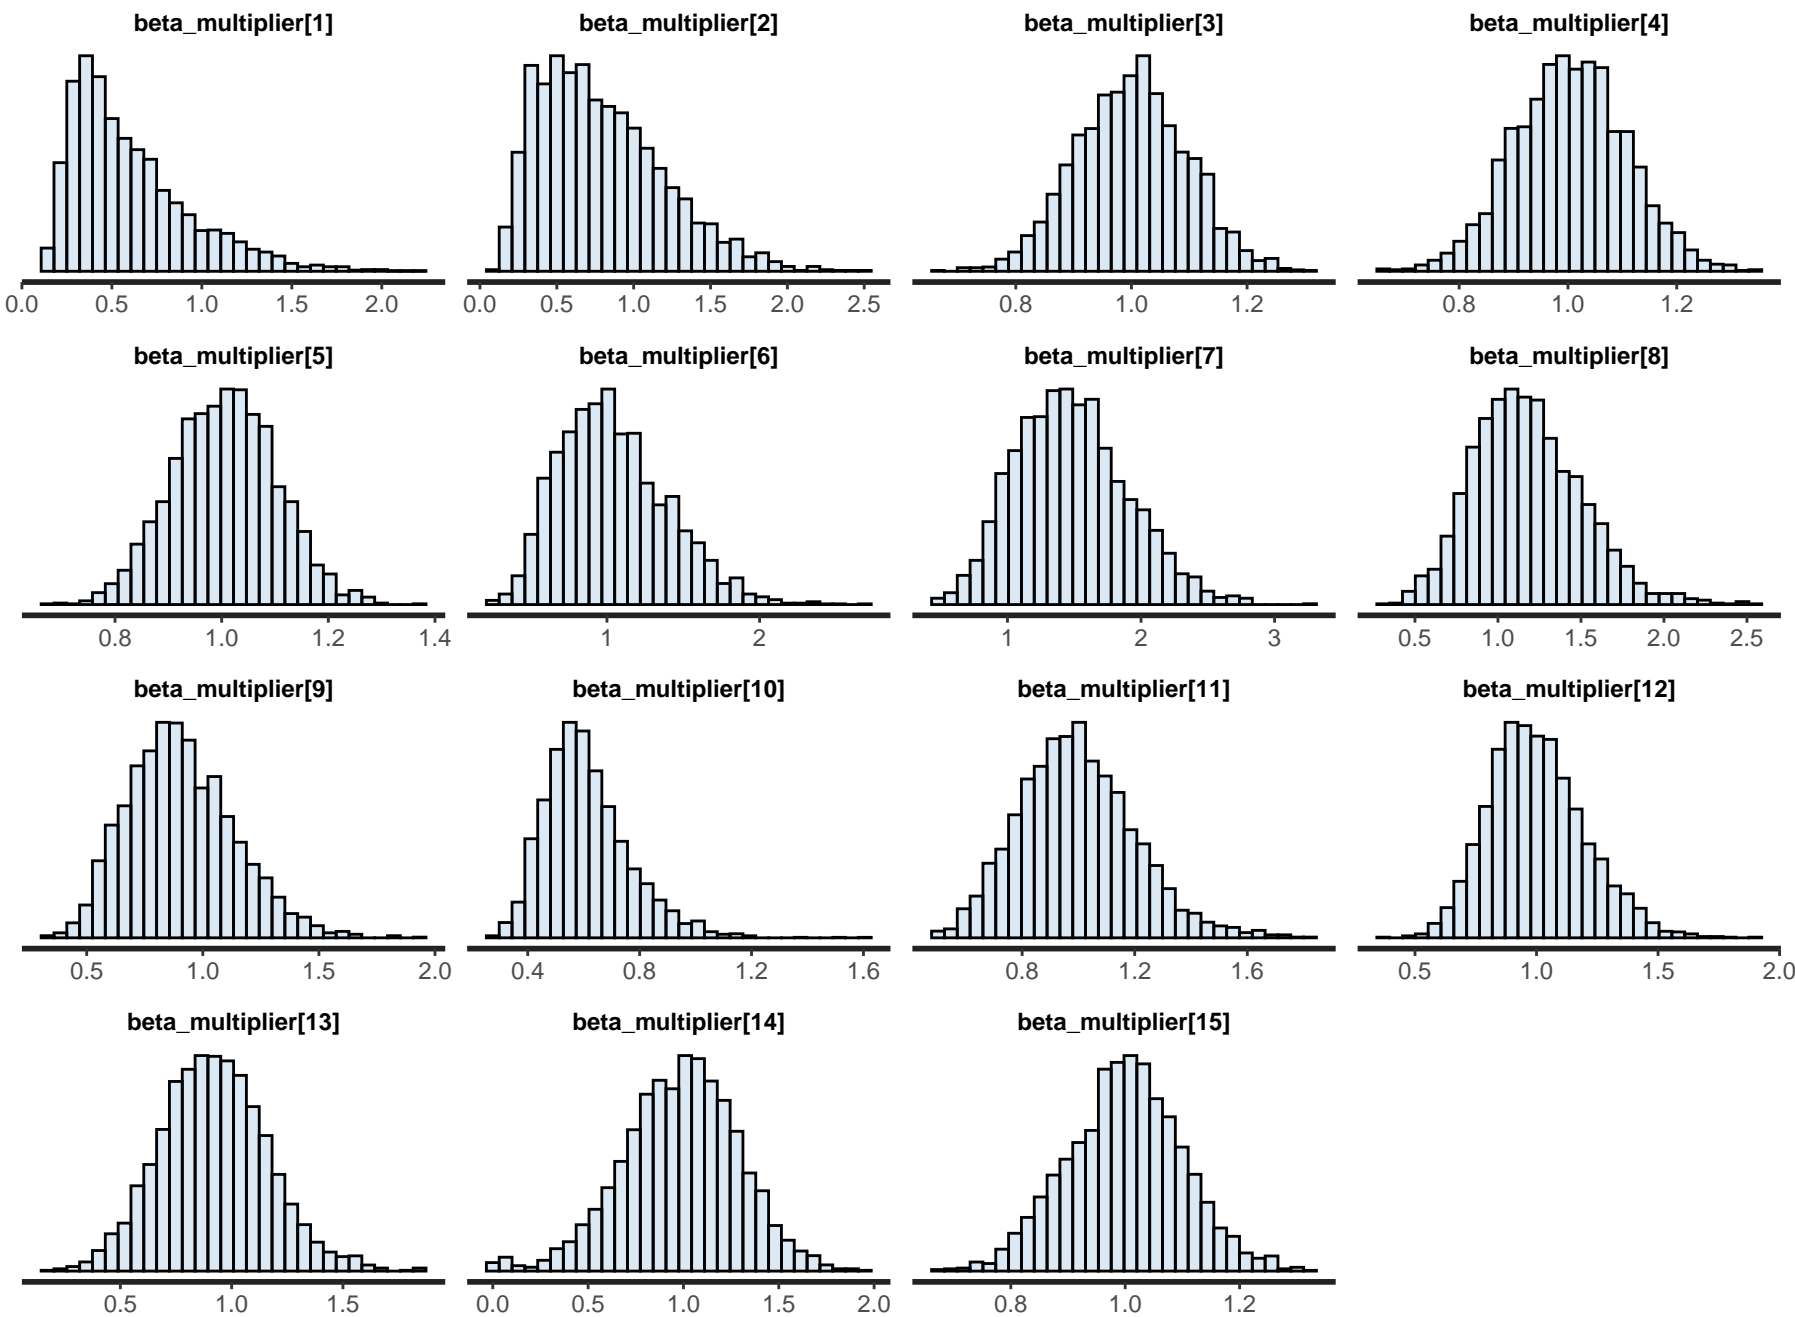 beta_multiplier[1] beta_multiplier[2] beta_multiplier[3] beta_multiplier[4]
0.0 0.5 1.0 1.5 2.0 0.0 0.5 1.0 1.5 2.0 2.5 0.8 1.0 1.2 0.8 1.0 1.2
beta_multiplier[5] beta_multiplier[6] beta_multiplier[7] beta_multiplier[8]
0.8 1.0 1.2 1.4 1 2 1 2 3 0.5 1.0 1.5 2.0 2.5
beta_multiplier[9] beta_multiplier[10] beta_multiplier[11] beta_multiplier[12]
0.5 1.0 1.5 2.0 0.4 0.8 1.2 1.6 0.8 1.2 1.6 0.5 1.0 1.5 2.0
beta_multiplier[13] beta_multiplier[14] beta_multiplier[15]
0.5 1.0 1.5 0.0 0.5 1.0 1.5 2.0 0.8 1.0 1.2